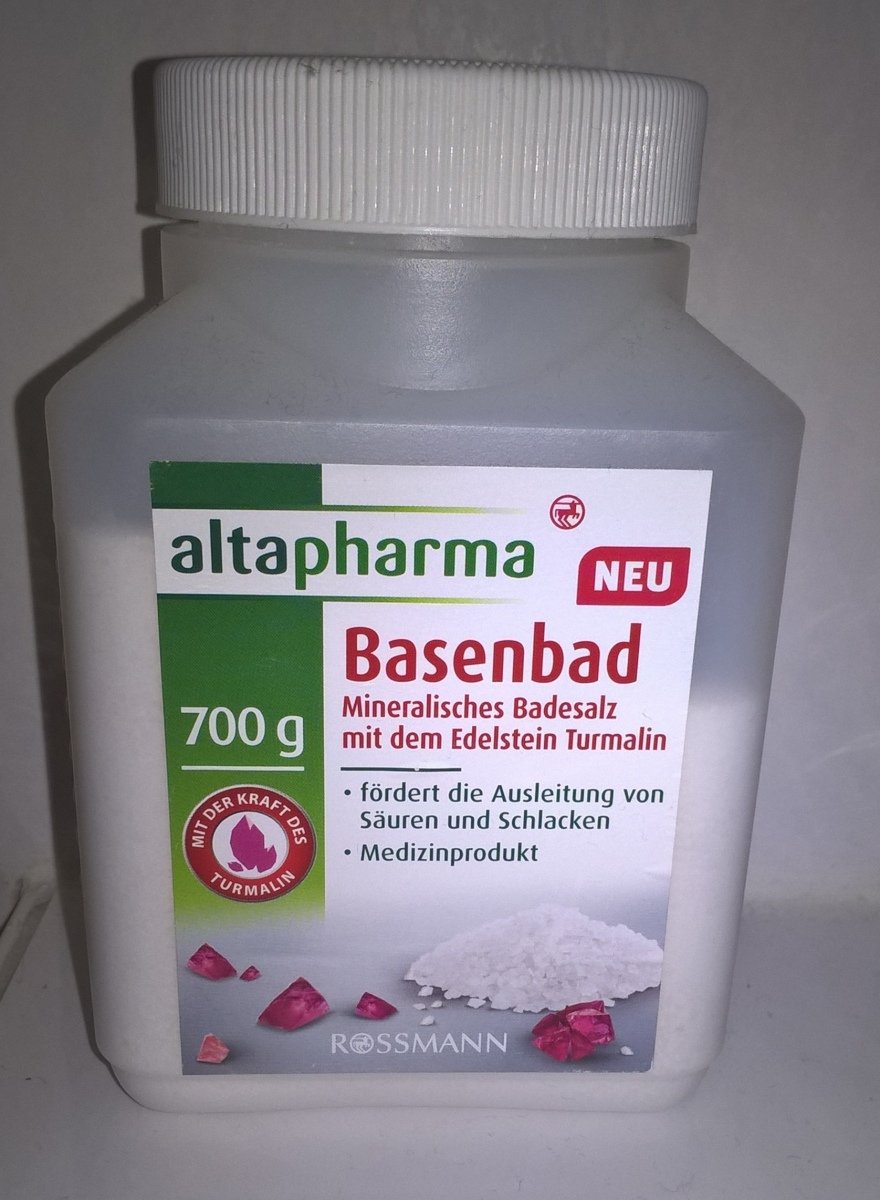 altapharma
NEU
Basenbad
Mineralisches Badesalz
mit dem Edelstein Turmalin
700 g
• fördert die Ausleitung von
Säuren und Schlacken
• Medizinprodukt
MIT DER KRAFT DES
TURMALIN
ROSSMANN